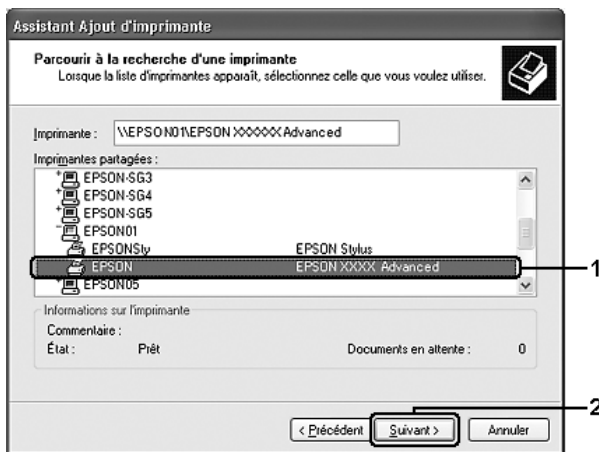 Assistant Ajout d'imprimante
Parcourir à la recherche d'une imprimante
Lorsque la liste d'imprimantes apparaît, sélectionnez celle que vous voulez utiliser.
Imprimante : \\EPSON01\EPSON XXXXXX Advanced
Imprimantes partagées :
EPSON-SG3
EPSON-SG4
EPSON-SG5
EPSON01
EPSONSty EPSON Stylus
EPSON EPSON XXXX Advanced 1
EPSON05
Informations sur l'imprimante
Commentaire :
État : Prêt Documents en attente : 0
2
< Précédent Suivant > Annuler